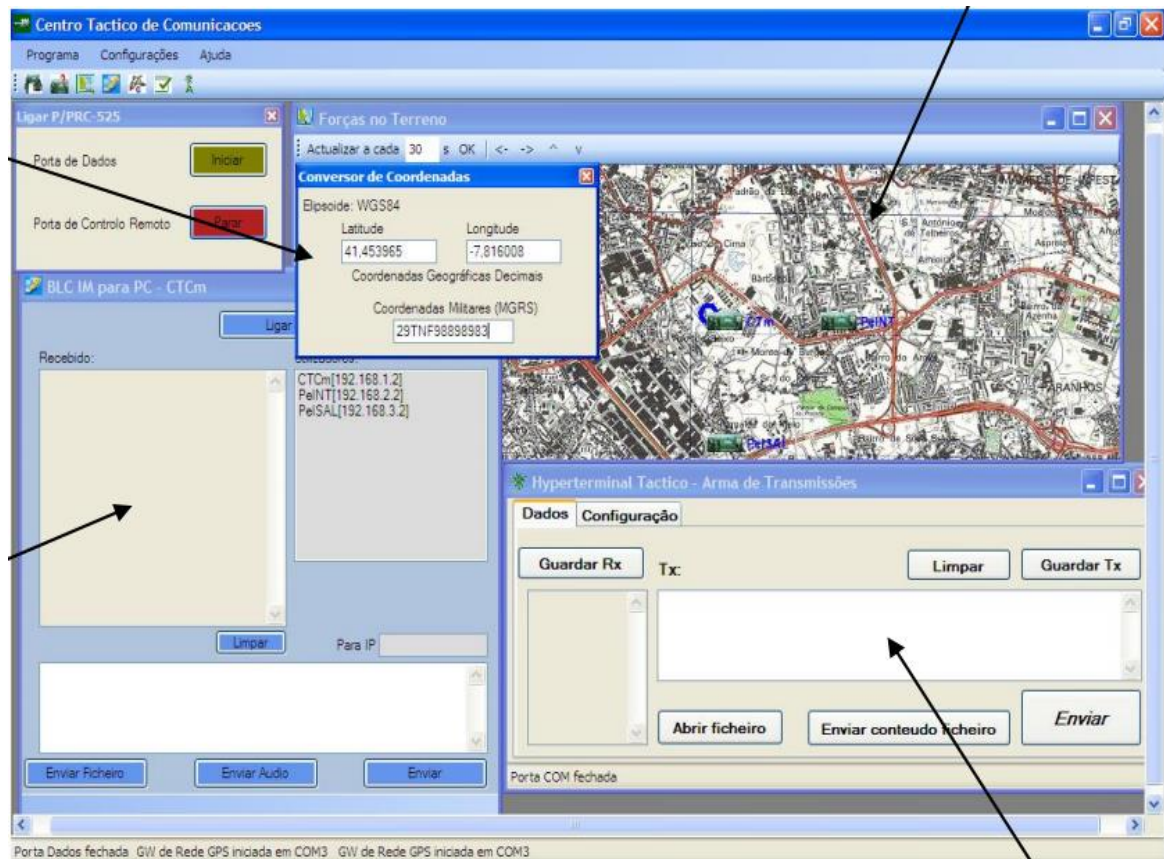 Centro Tactico de Comunicacoes
Programa Configurações Ajuda
Ligar P/PRC-525
Porta de Dados Iniciar
Porta de Controlo Remoto Parar
Forças no Terreno
Actualizar a cada 30 s OK <- -> ^ v
Conversor de Coordenadas
Elipsoide: WGS84
Latitude Longitude
41,453965 -7,816008
Coordenadas Geográficas Decimais
Coordenadas Militares (MGRS)
29TNF98898983
CTm PelNT
PelSAL
BLC IM para PC - CTCm
Ligar
Recebido:
CTCm[192.168.1.2]
PelNT[192.168.2.2]
PelSAL[192.168.3.2]
Limpar Para IP
Enviar Ficheiro Enviar Audio Enviar
Hyperterminal Tactico - Arma de Transmissões
Dados Configuração
Guardar Rx Tx: Limpar Guardar Tx
Abrir ficheiro Enviar conteudo ficheiro Enviar
Porta COM fechada
Porta Dados fechada GW de Rede GPS iniciada em COM3 GW de Rede GPS iniciada em COM3